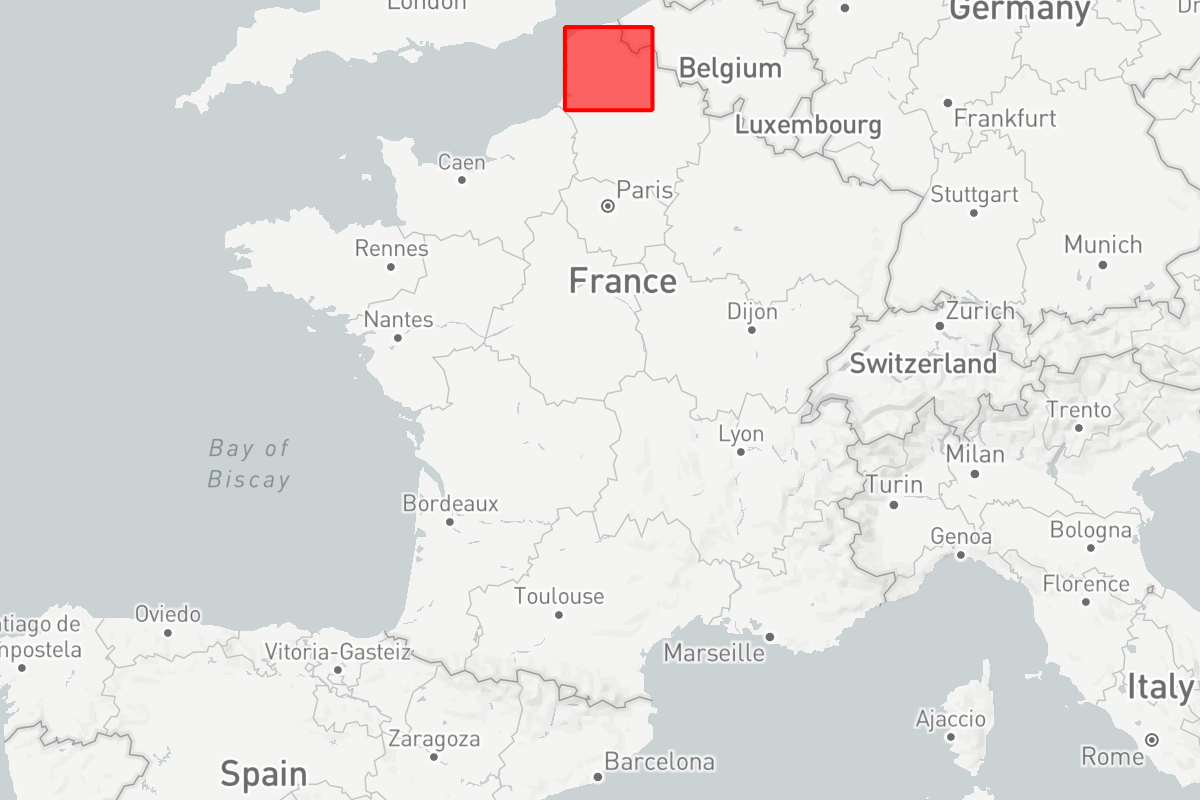 London
Germany
Dr
Belgium
Frankfurt
Luxembourg
Caen
Paris
Stuttgart
Rennes
Munich
France
Nantes
Dijon
Zurich
Switzerland
Trento
Lyon
Bay of
Biscay
Milan
Turin
Bordeaux
Genoa
Bologna
Toulouse
Florence
Oviedo
tiago de
mpostela
Vitoria-Gasteiz
Marseille
Italy
Ajaccio
Zaragoza
Rome
Barcelona
Spain